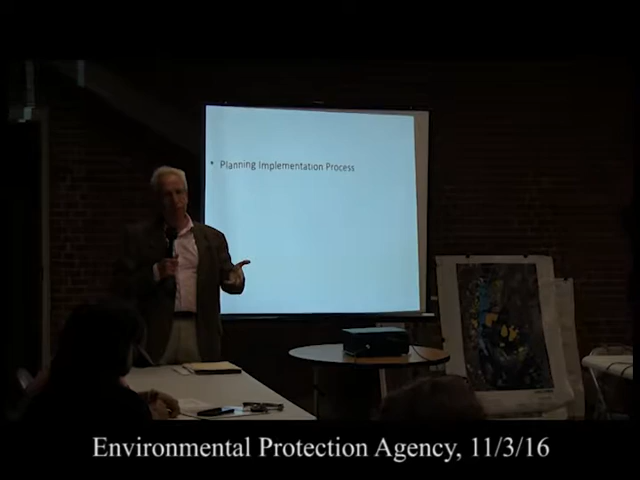 • Planning Implementation Process
Environmental Protection Agency, 11/3/16